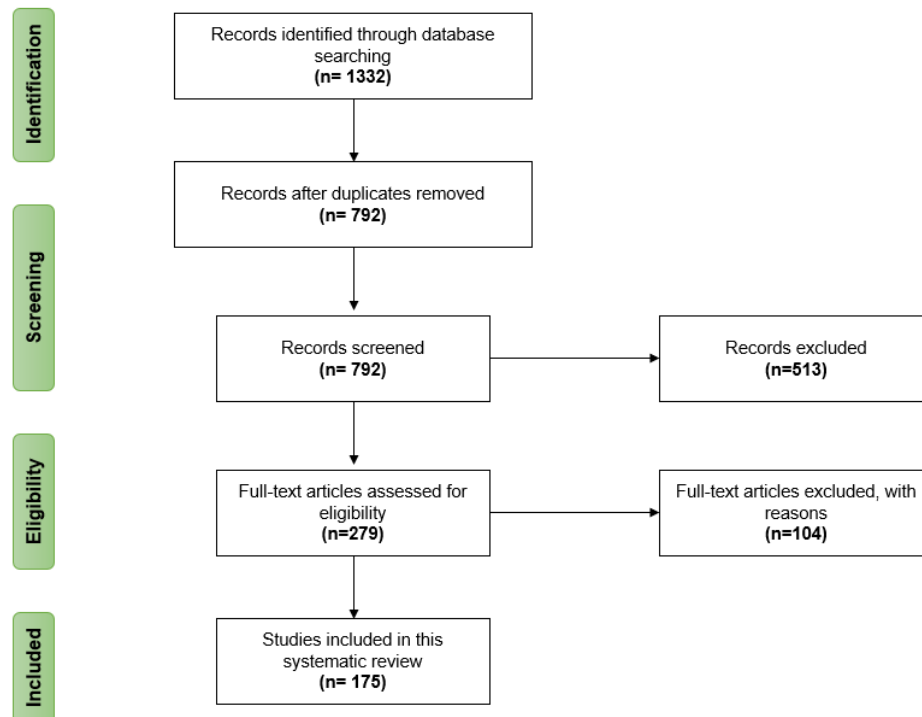 Identification
Records identified through database
searching
(n= 1332)
Records after duplicates removed
(n= 792)
Screening
Records screened
(n= 792)
Records excluded
(n=513)
Eligibility
Full-text articles assessed for
eligibility
(n=279)
Full-text articles excluded, with
reasons
(n=104)
Included
Studies included in this
systematic review
(n= 175)